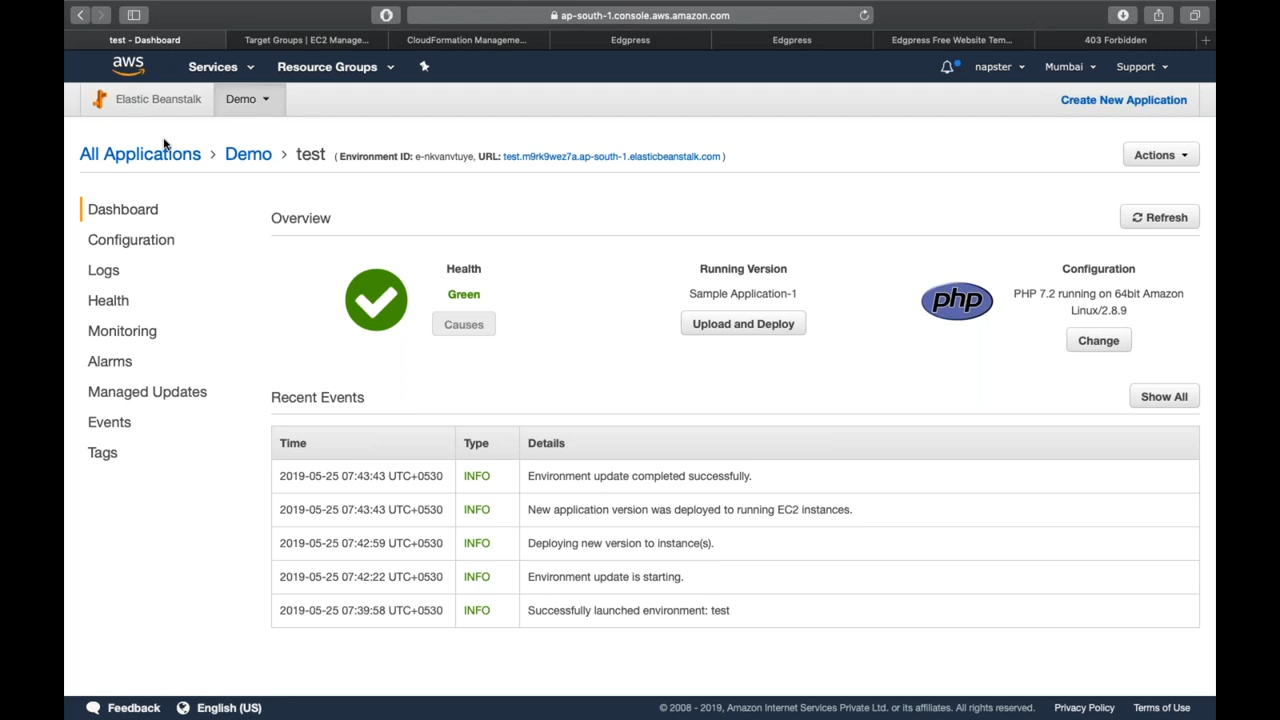 ap-south-1.console.aws.amazon.com
test - Dashboard
Target Groups | EC2 Manage...
CloudFormation Manageme...
Edgpress
Edgpress
Edgpress Free Website Tem...
403 Forbidden
aws
Services
Resource Groups
napster
Mumbai
Support
Elastic Beanstalk
Demo
Create New Application
All Applications > Demo > test ( Environment ID: e-nkvanvtuye, URL: test.m9rk9wez7a.ap-south-1.elasticbeanstalk.com )
Actions
Dashboard
Configuration
Logs
Health
Monitoring
Alarms
Managed Updates
Events
Tags
Overview
Refresh
Health
Green
Causes
Running Version
Sample Application-1
Upload and Deploy
php
Configuration
PHP 7.2 running on 64bit Amazon
Linux/2.8.9
Change
Recent Events
Show All
Time Type Details
2019-05-25 07:43:43 UTC+0530 INFO Environment update completed successfully.
2019-05-25 07:43:43 UTC+0530 INFO New application version was deployed to running EC2 instances.
2019-05-25 07:42:59 UTC+0530 INFO Deploying new version to instance(s).
2019-05-25 07:42:22 UTC+0530 INFO Environment update is starting.
2019-05-25 07:39:58 UTC+0530 INFO Successfully launched environment: test
Feedback
English (US)
© 2008 - 2019, Amazon Internet Services Private Ltd. or its affiliates. All rights reserved.
Privacy Policy
Terms of Use